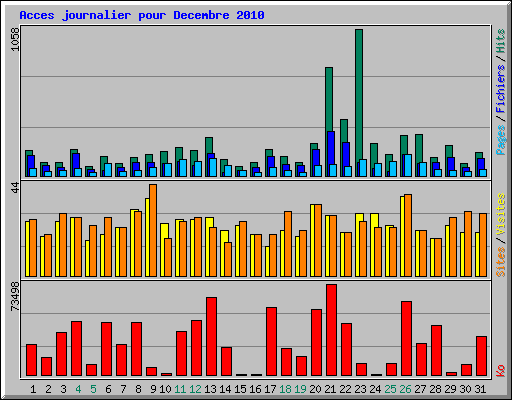 Acces journalier pour Decembre 2010
1058
Pages / Fichiers / Hits
44
Sites / Visites
73498
Ko
1 2 3 4 5 6 7 8 9 10 11 12 13 14 15 16 17 18 19 20 21 22 23 24 25 26 27 28 29 30 31